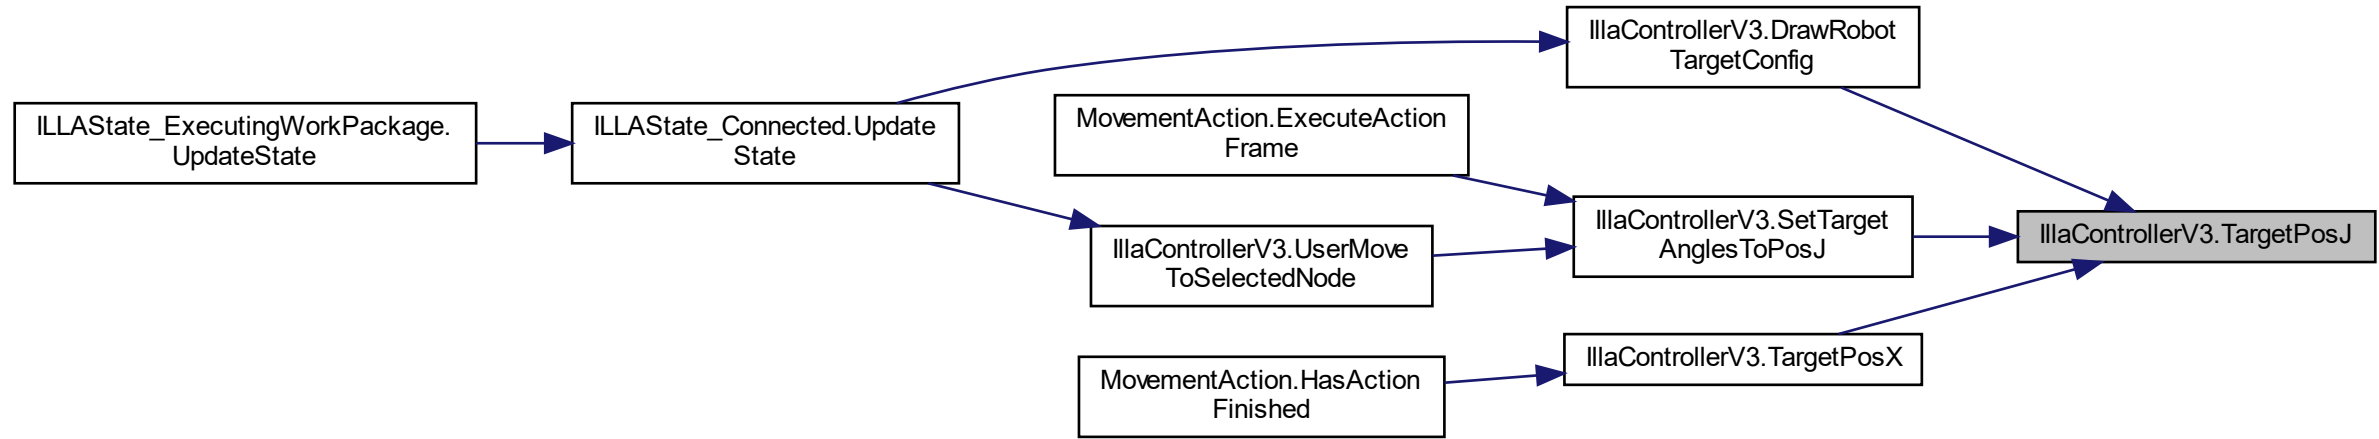 IllaControllerV3.DrawRobot
TargetConfig
MovementAction.ExecuteAction
Frame
ILLAState_ExecutingWorkPackage.
UpdateState
ILLAState_Connected.Update
State
IllaControllerV3.SetTarget
AnglesToPosJ
IllaControllerV3.TargetPosJ
IllaControllerV3.UserMove
ToSelectedNode
IllaControllerV3.TargetPosX
MovementAction.HasAction
Finished